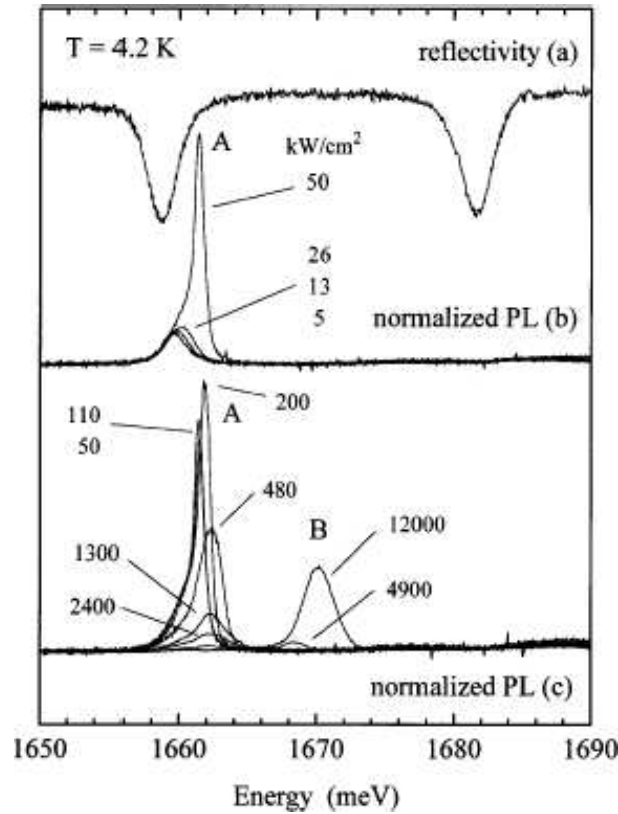 T = 4.2 K
reflectivity (a)
A
kW/cm²
50
26
13
5
normalized PL (b)
200
110
A
50
480
B
12000
1300
4900
2400
normalized PL (c)
1650 1660 1670 1680 1690
Energy (meV)